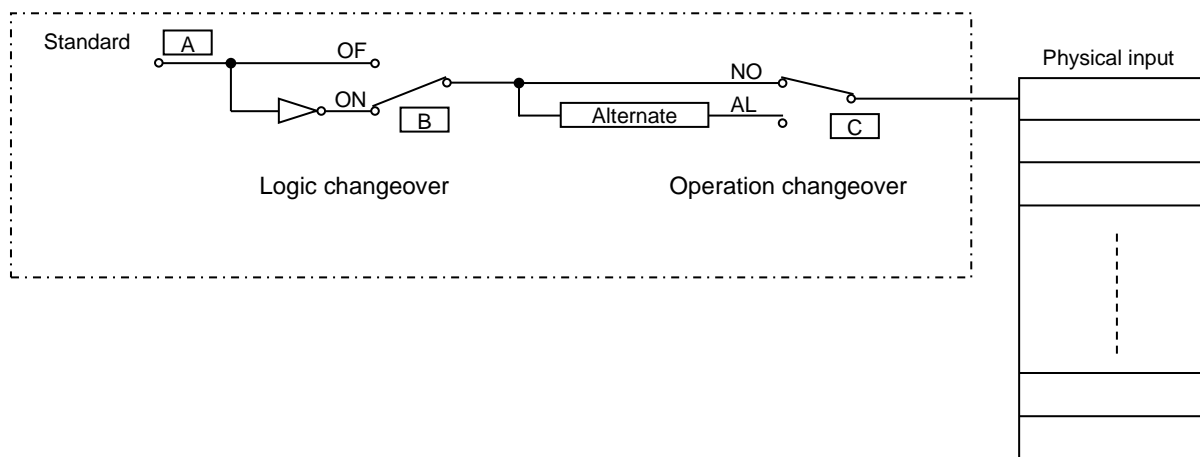 Standard
A
OF
NO
Physical input
ON
B
Alternate
AL
C
Logic changeover
Operation changeover